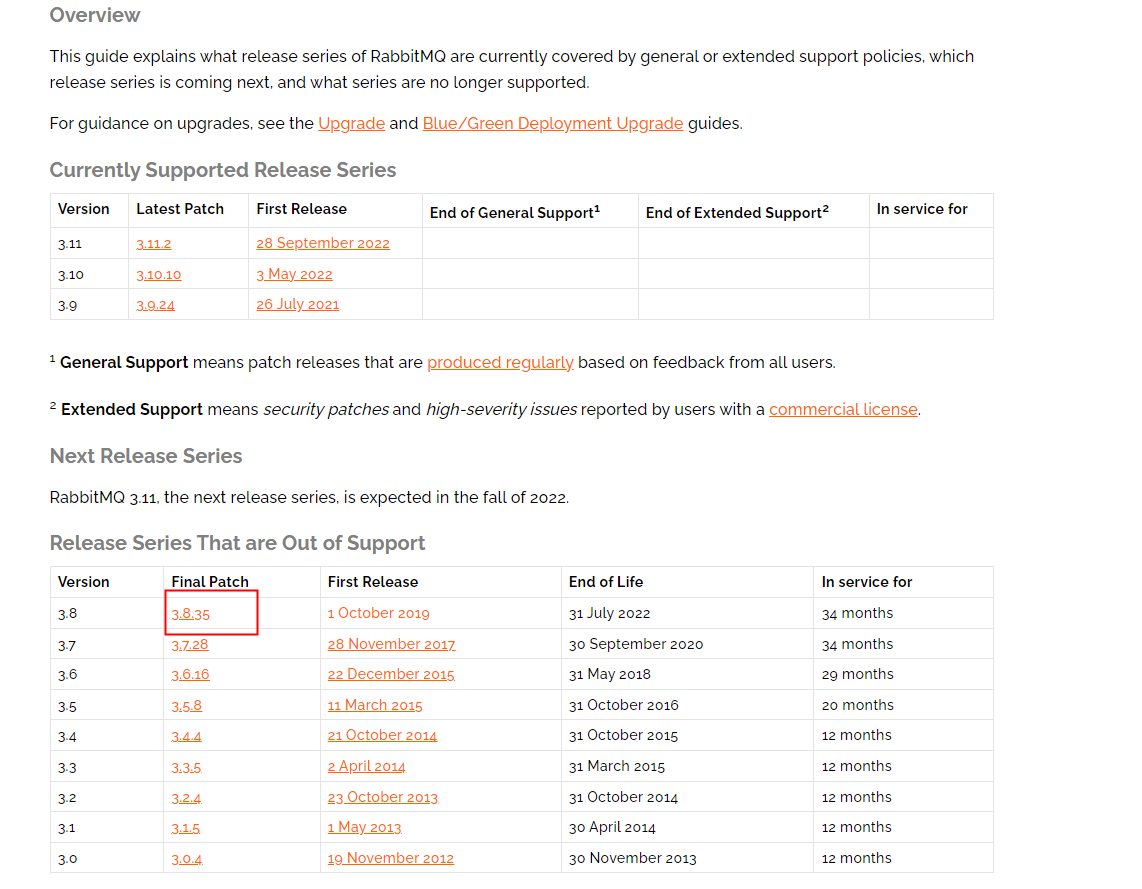 Overview
This guide explains what release series of RabbitMQ are currently covered by general or extended support policies, which
release series is coming next, and what series are no longer supported.
For guidance on upgrades, see the Upgrade and Blue/Green Deployment Upgrade guides.
Currently Supported Release Series
Version Latest Patch First Release End of General Support¹ End of Extended Support² In service for
3.11 3.11.2 28 September 2022
3.10 3.10.10 3 May 2022
3.9 3.9.24 26 July 2021
¹ General Support means patch releases that are produced regularly based on feedback from all users.
² Extended Support means security patches and high-severity issues reported by users with a commercial license.
Next Release Series
RabbitMQ 3.11, the next release series, is expected in the fall of 2022.
Release Series That are Out of Support
Version Final Patch First Release End of Life In service for
3.8 3.8.35 1 October 2019 31 July 2022 34 months
3.7 3.7.28 28 November 2017 30 September 2020 34 months
3.6 3.6.16 22 December 2015 31 May 2018 29 months
3.5 3.5.8 11 March 2015 31 October 2016 20 months
3.4 3.4.4 21 October 2014 31 October 2015 12 months
3.3 3.3.5 2 April 2014 31 March 2015 12 months
3.2 3.2.4 23 October 2013 31 October 2014 12 months
3.1 3.1.5 1 May 2013 30 April 2014 12 months
3.0 3.0.4 19 November 2012 30 November 2013 12 months